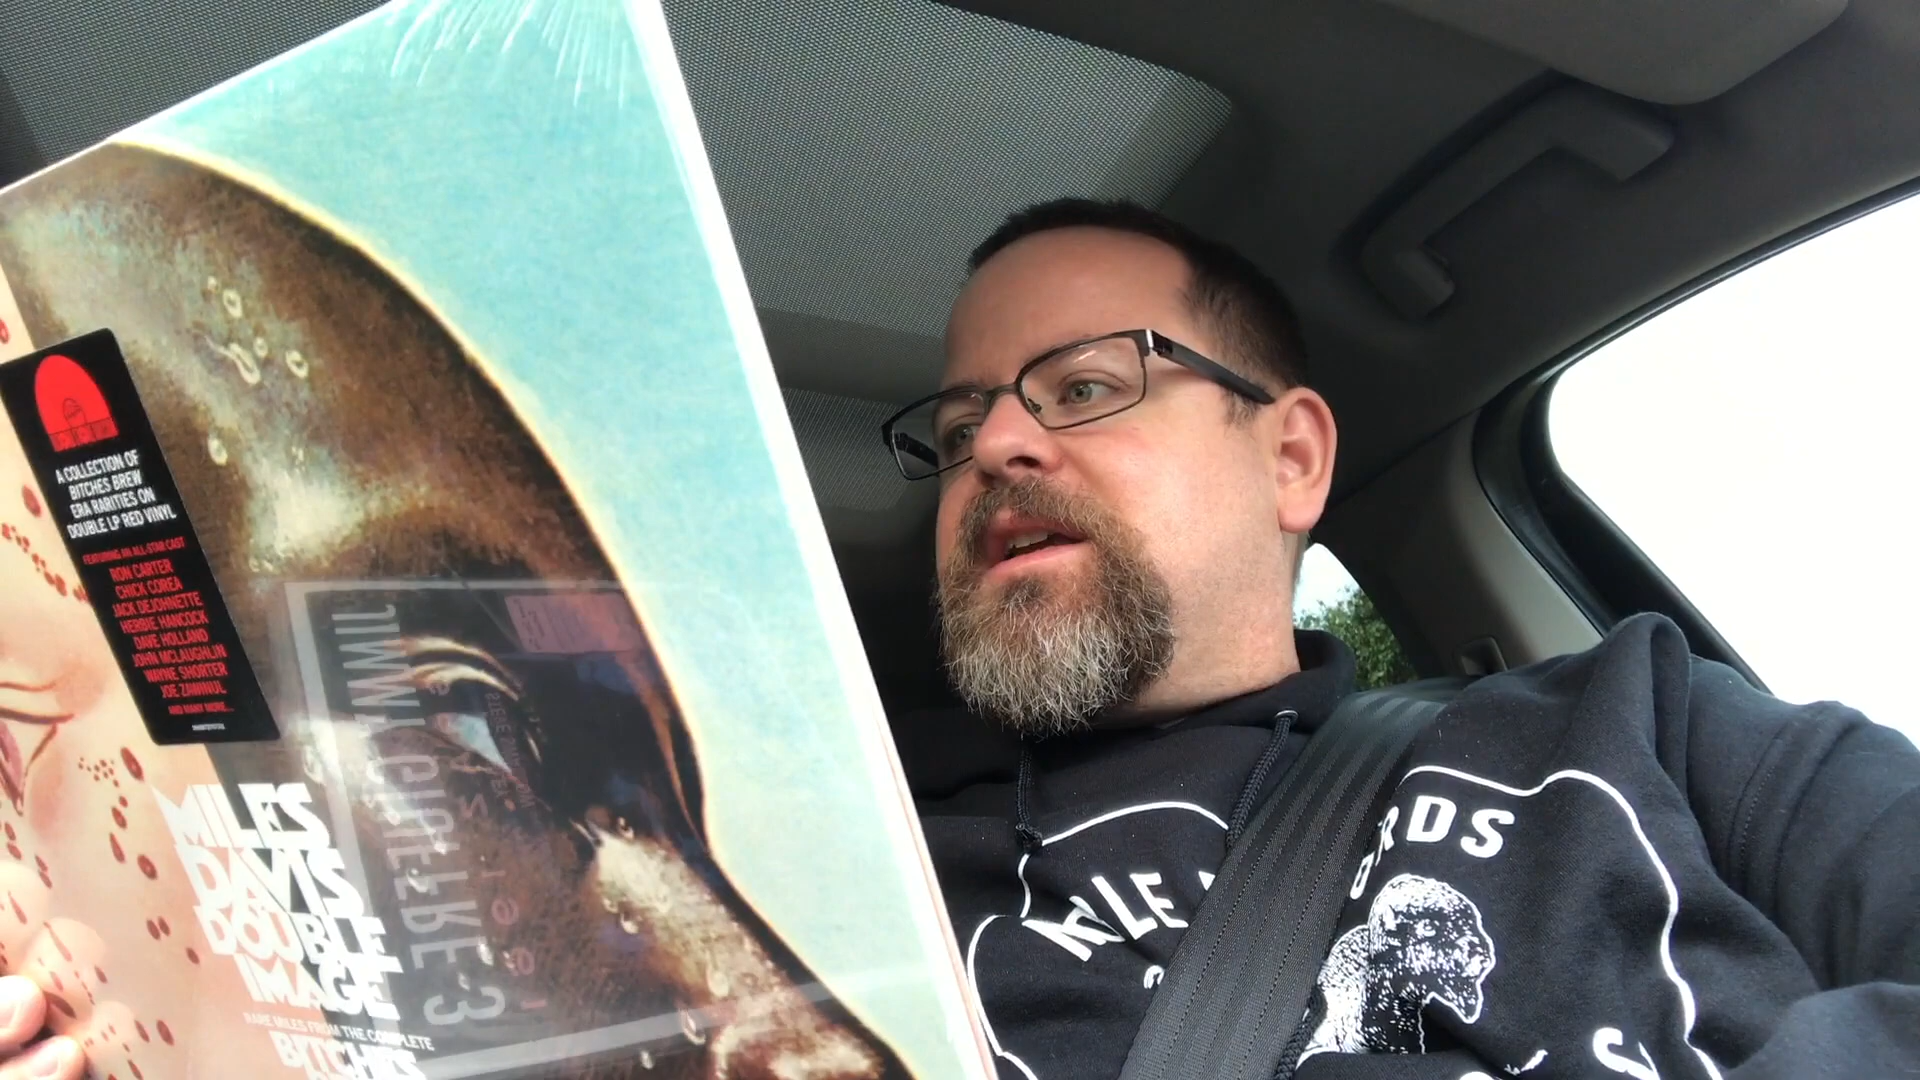 A COLLECTION OF
BITCHES BREW
ERA RARITIES ON
DOUBLE LP RED VINYL
FEATURING AN ALL-STAR CAST
RON CARTER
CHICK COREA
JACK DEJOHNETTE
HERBIE HANCOCK
DAVE HOLLAND
JOHN MCLAUGHLIN
WAYNE SHORTER
JOE ZAWINUL
AND MANY MORE...
MILES
DAVIS
DOUBLE
IMAGE
RARE MILES FROM THE COMPLETE
BITCHES